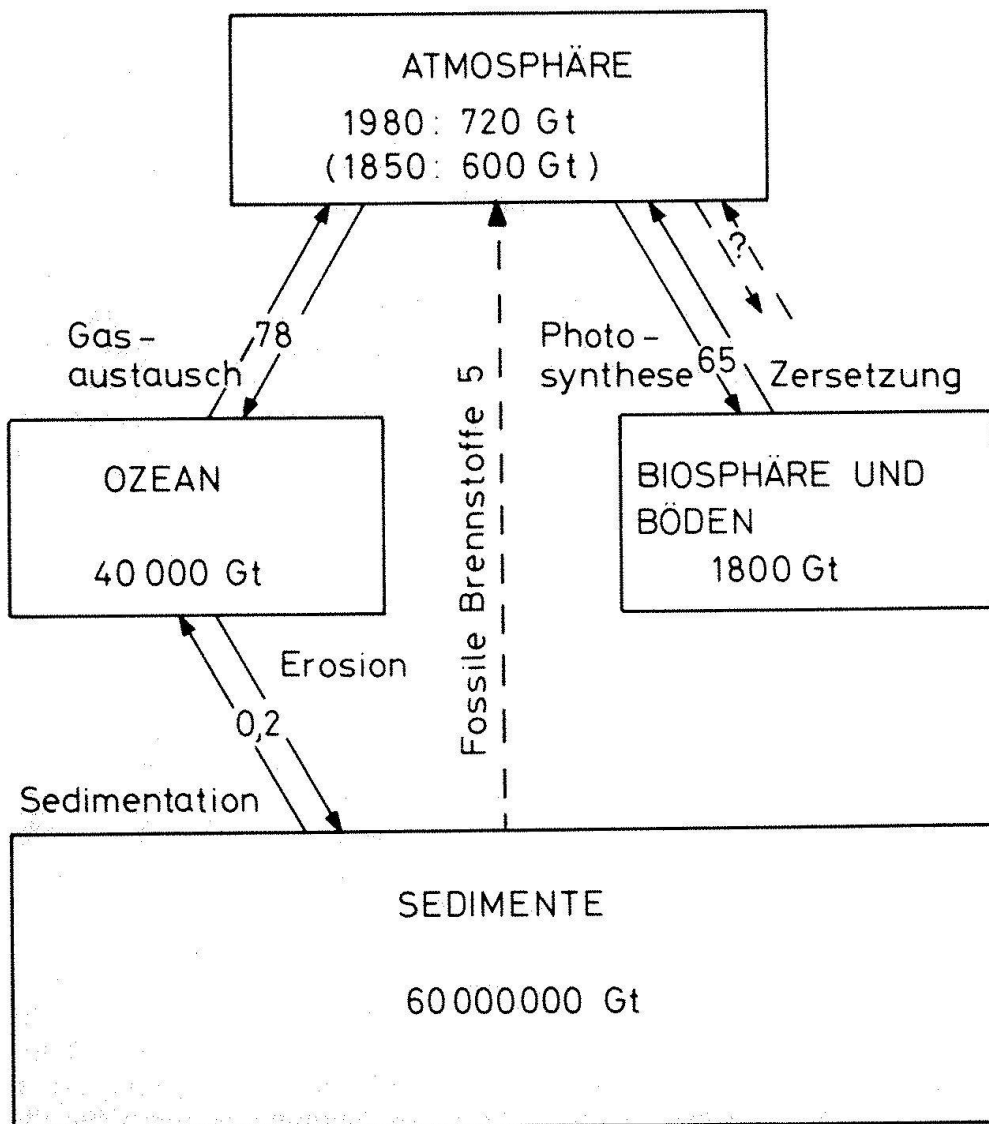 ATMOSPHÄRE
1980: 720 Gt
(1850: 600 Gt)
Gas-
austausch
78
Fossile Brennstoffe 5
Photo-
synthese
65
?
Zersetzung
OZEAN
40 000 Gt
BIOSPHÄRE UND
BÖDEN
1800 Gt
Erosion
0,2
Sedimentation
SEDIMENTE
60 000 000 Gt